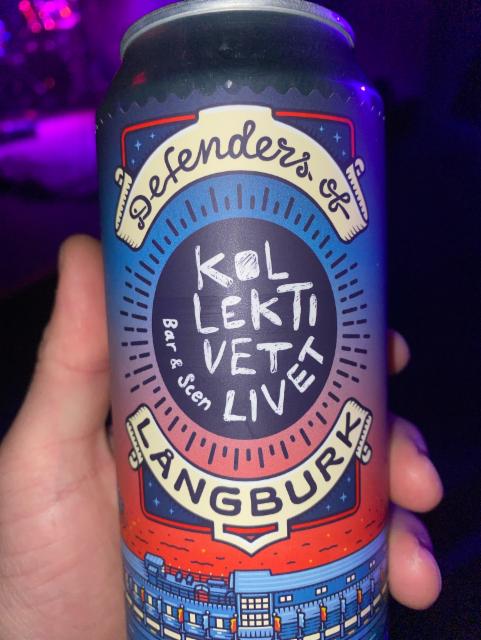 Defenders of
KOL
LEKTI
VET
LIVET
Bar & Scen
LÅNGBURK